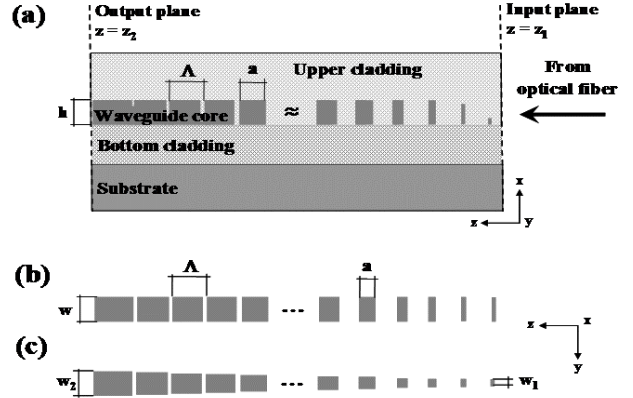 (a)
Output plane
z = z₂
Input plane
z = z₁
Λ
a
Upper cladding
From
optical fiber
h
Waveguide core
≈
Bottom cladding
Substrate
x
z
y
(b)
Λ
a
w
z
x
(c)
y
w₂
w₁